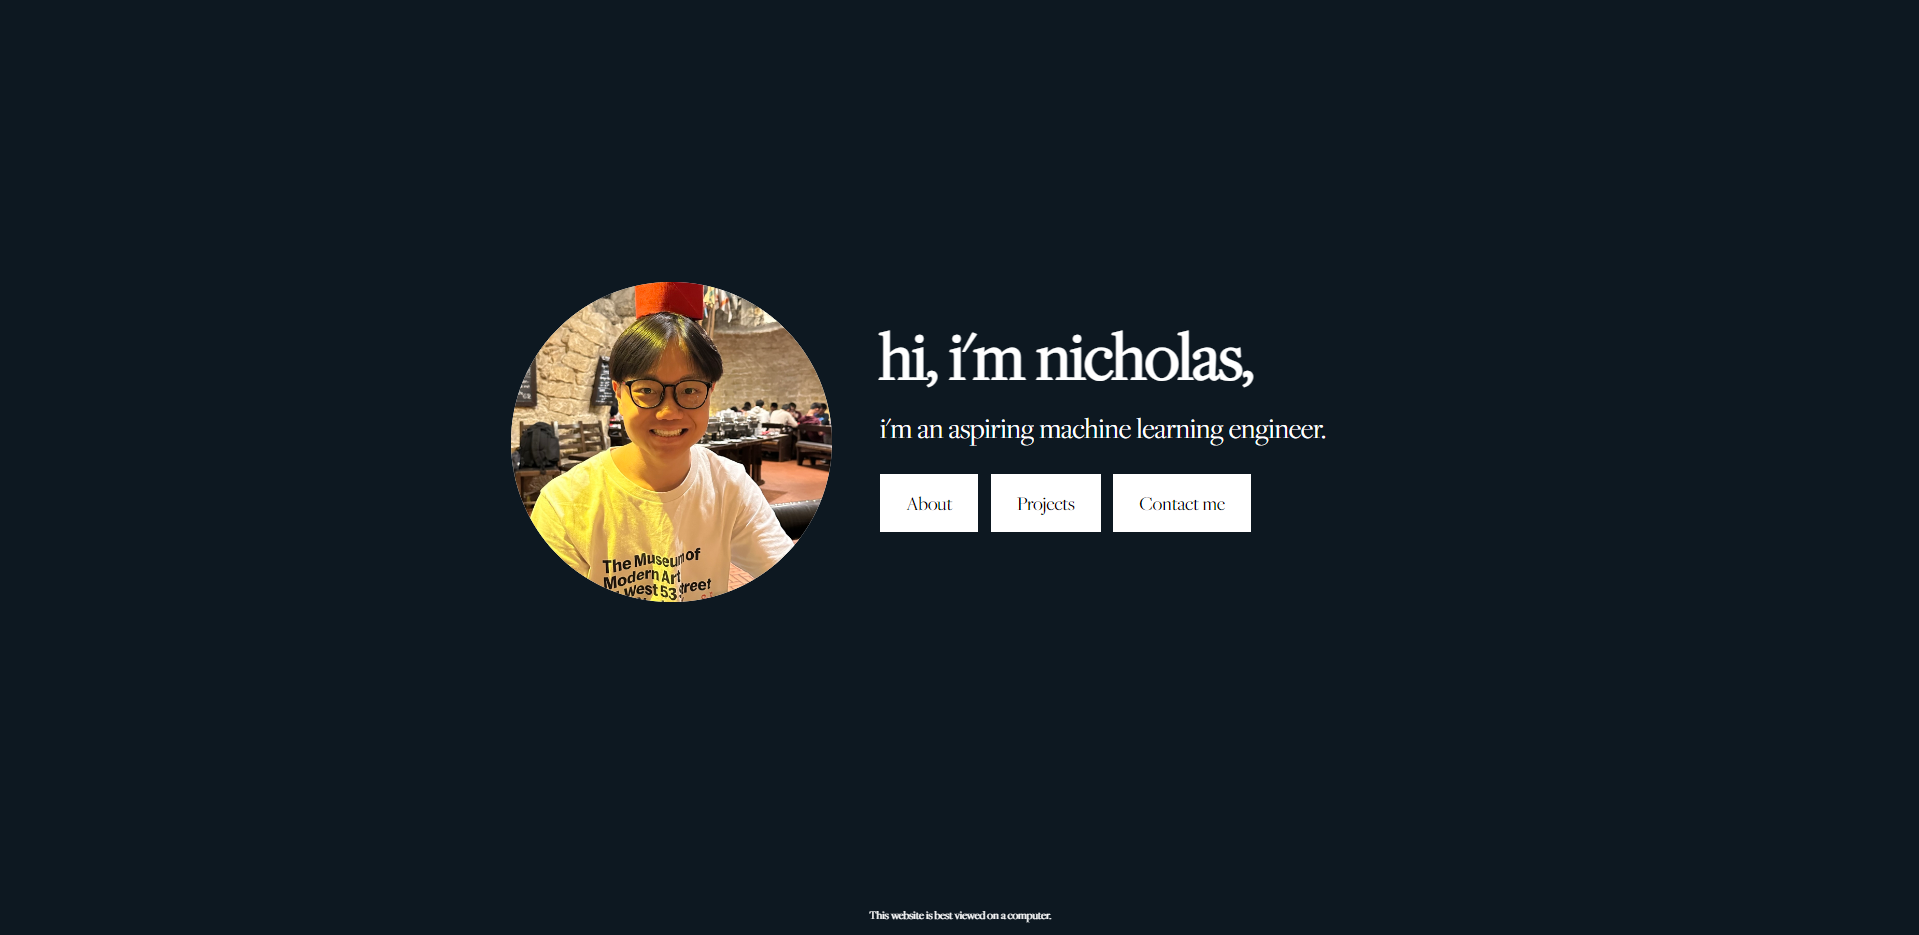 hi, i'm nicholas,
i'm an aspiring machine learning engineer.
About
Projects
Contact me
The Museum of
Modern Art
West 53 Street
This website is best viewed on a computer.